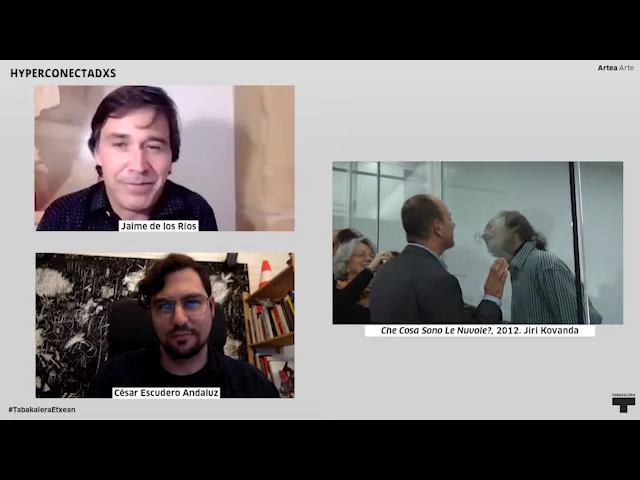 HYPERCONECTADXS
Artea Arte
Jaime de los Ríos
Che Cosa Sono Le Nuvole?, 2012. Jiri Kovanda
César Escudero Andaluz
#TabakaleraEtxean
TABAKALERA